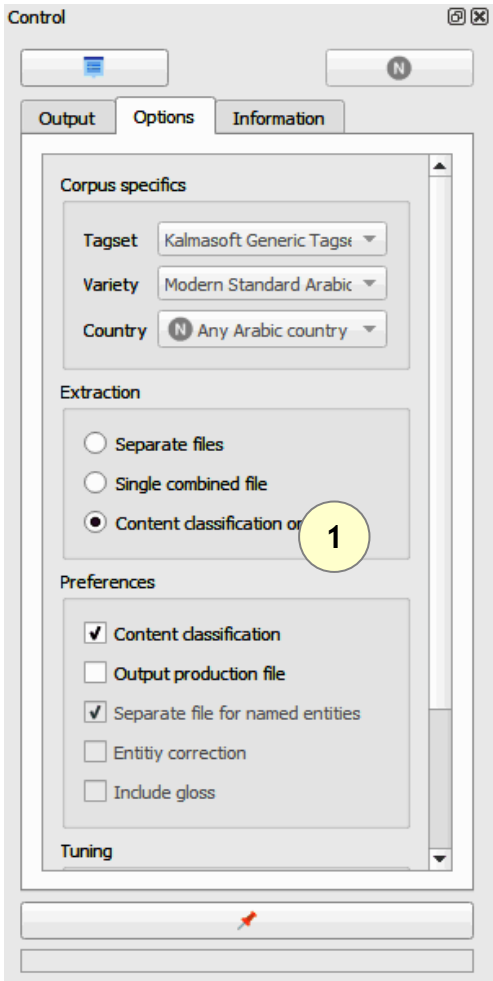 Control
N
Output Options Information
Corpus specifics
Tagset Kalmasoft Generic Tagse
Variety Modern Standard Arabic
Country N Any Arabic country
Extraction
Separate files
Single combined file
Content classification
1
Preferences
Content classification
Output production file
Separate file for named entities
Entitiy correction
Include gloss
Tuning